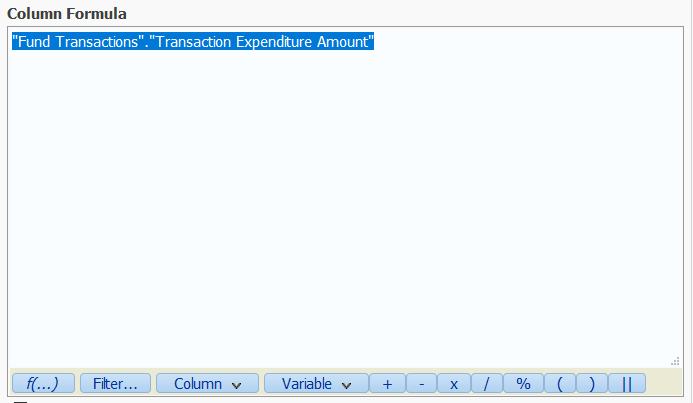 Column Formula
"Fund Transactions"."Transaction Expenditure Amount"
f(...) Filter... Column Variable + - x / % ( ) ||